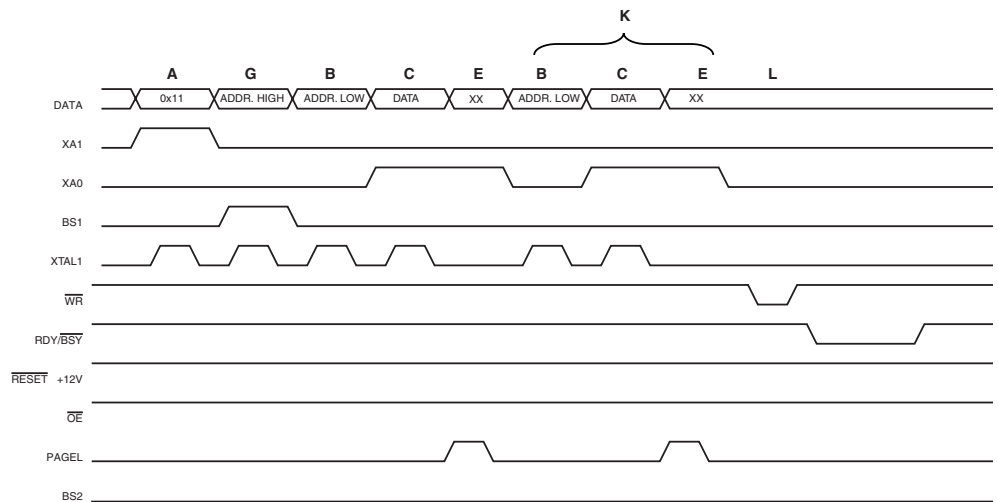 K
A G B C E B C E L
DATA 0x11 ADDR. HIGH ADDR. LOW DATA XX ADDR. LOW DATA XX
XA1
XA0
BS1
XTAL1
WR
RDY/BSY
RESET +12V
OE
PAGEL
BS2